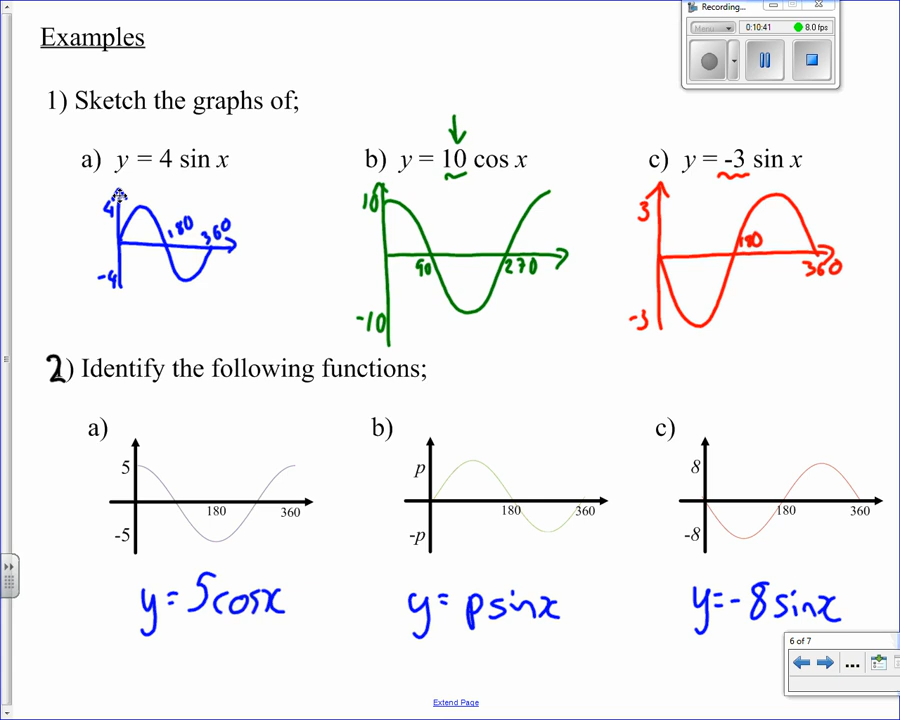 Recording...
Menu
0:10:41
8.0 fps
Examples
1) Sketch the graphs of;
a) y = 4 sin x
b) y = 10 cos x
c) y = -3 sin x
4
180
360
-4
10
90
270
-10
3
180
360
-3
2) Identify the following functions;
a)
b)
c)
5
180
360
-5
p
180
360
-p
8
180
360
-8
y = 5cosx
y = psinx
y=-8sinx
6 of 7
...
Extend Page